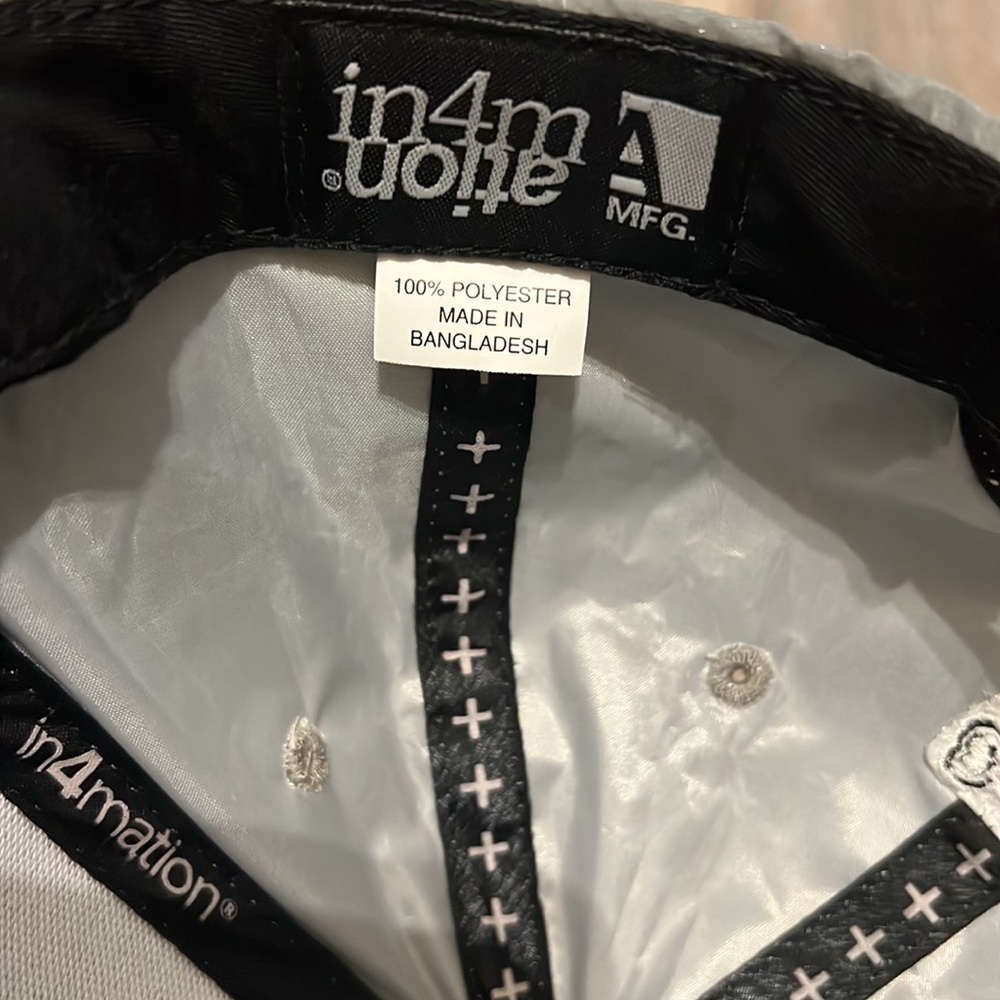 in4m
ation®
A
MFG.
100% POLYESTER
MADE IN
BANGLADESH
in4mation®